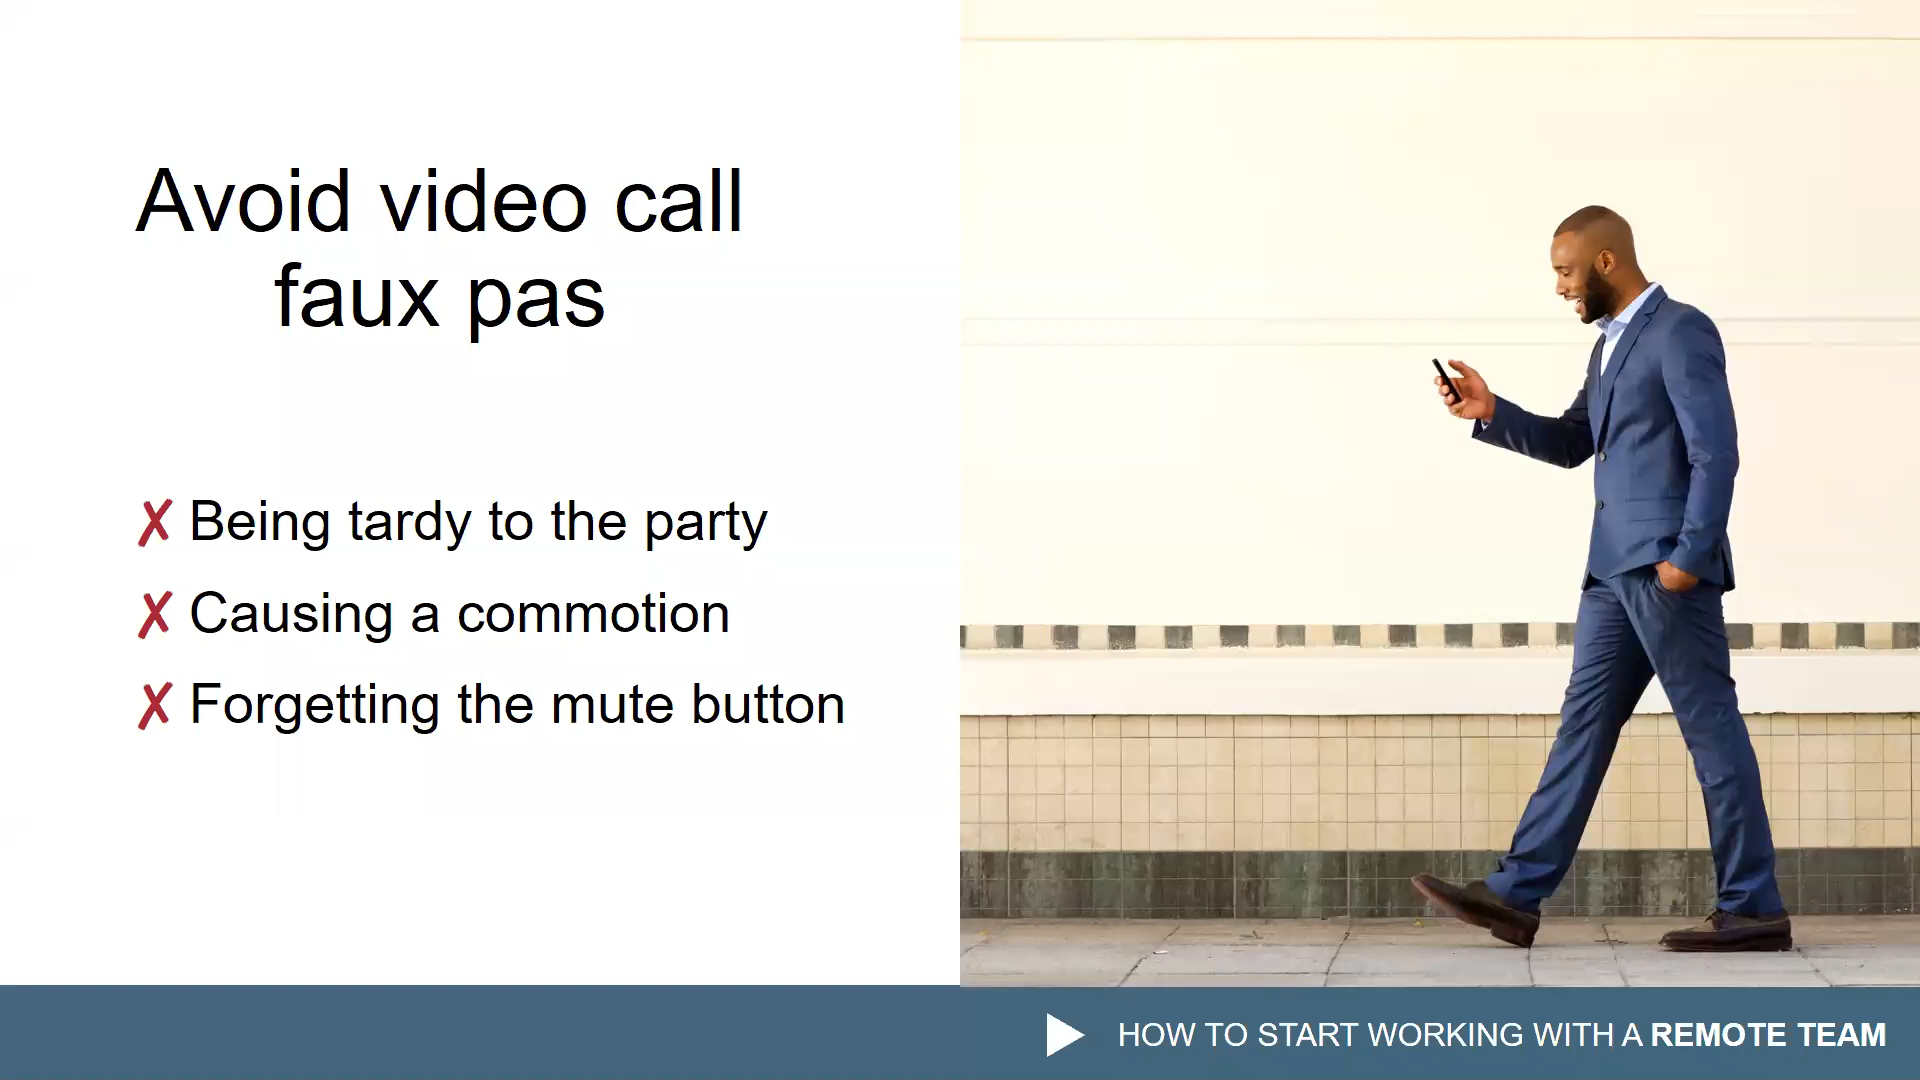 Avoid video call
faux pas
✗ Being tardy to the party
✗ Causing a commotion
✗ Forgetting the mute button
HOW TO START WORKING WITH A REMOTE TEAM